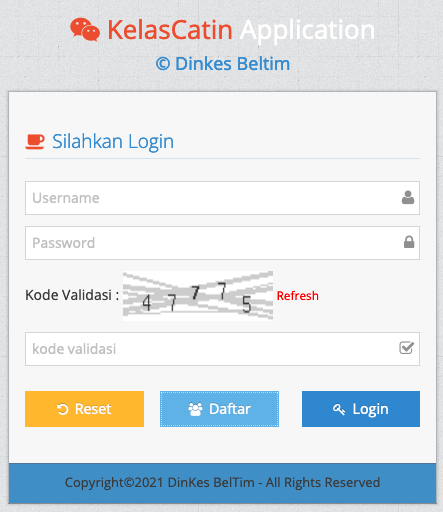 KelasCatin Application
© Dinkes Beltim
Silahkan Login
Username
Password
Kode Validasi : 47775 Refresh
kode validasi
Reset Daftar Login
Copyright©2021 DinKes BelTim - All Rights Reserved